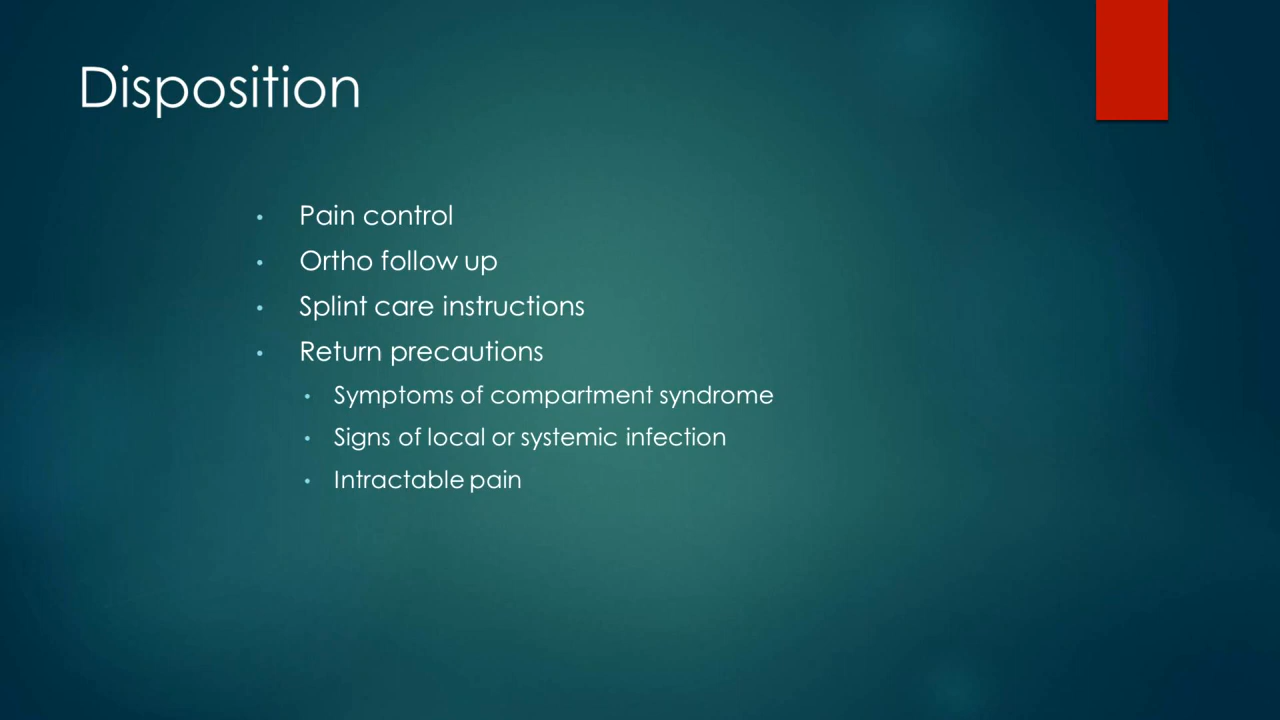 Disposition
• Pain control
• Ortho follow up
• Splint care instructions
• Return precautions
• Symptoms of compartment syndrome
• Signs of local or systemic infection
• Intractable pain